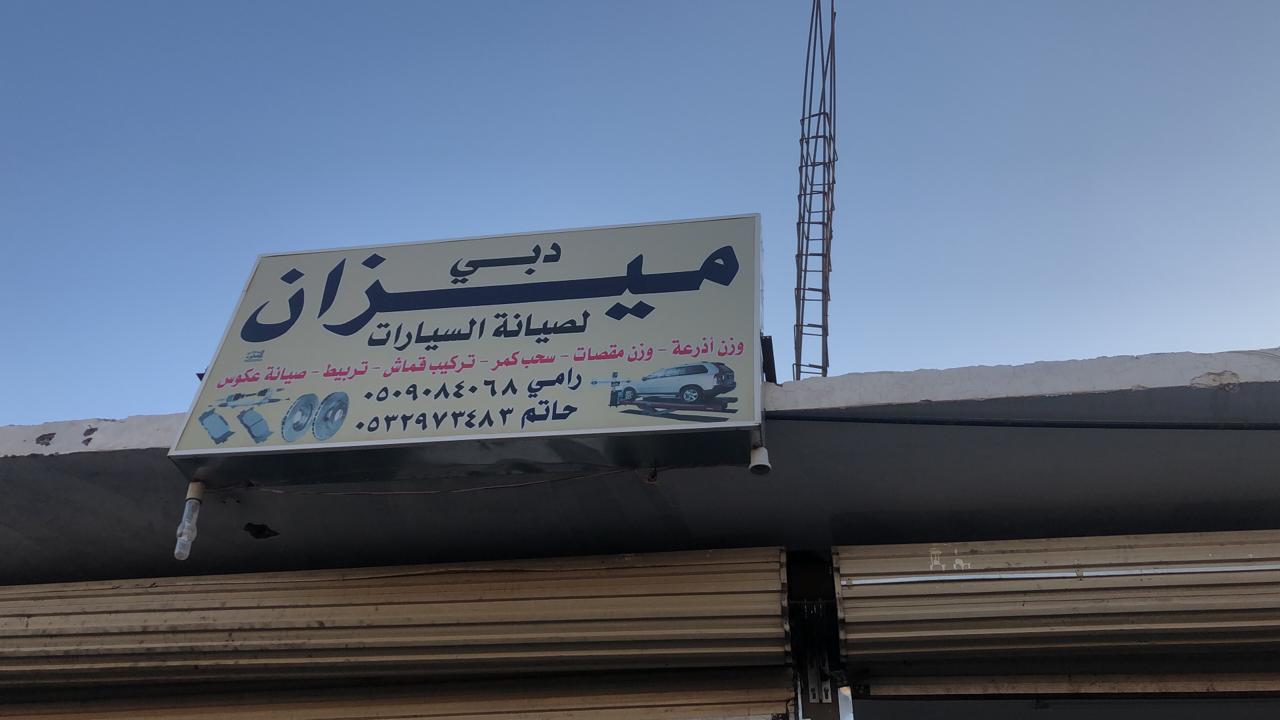 ميزان
دبي
لصيانة السيارات
وزن أذرعة - وزن مقصات - سحب كمر - تركيب قماش - تربيط - صيانة عكوس
رامي ٠٥٠٩٠٨٤٠٦٨
حاتم ٠٥٣٢٩٧٣٤٨٣